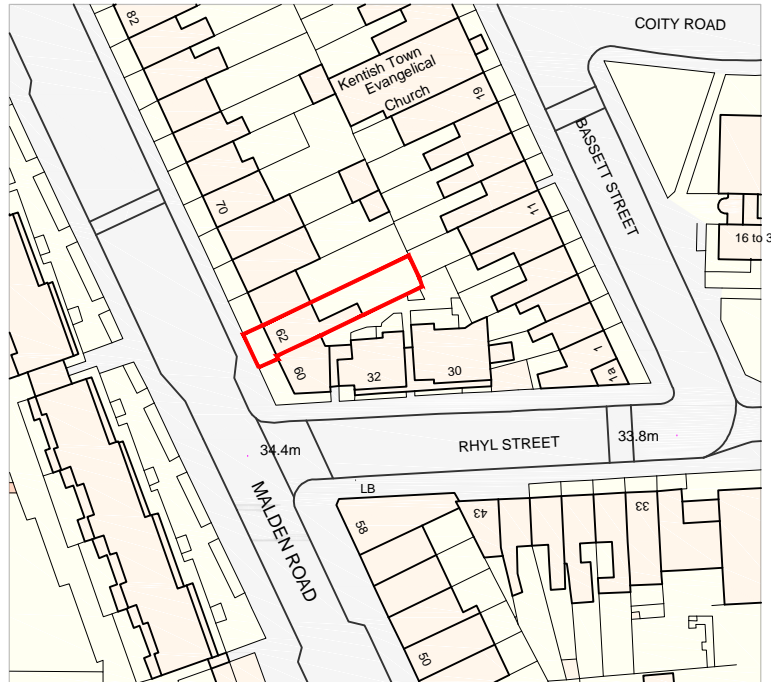 COITY ROAD
82
Kentish Town
Evangelical
Church
19
BASSETT STREET
70
11
16 to 3
62
60
32
30
1
1a
34.4m
RHYL STREET
33.8m
LB
MALDEN ROAD
58
43
33
50